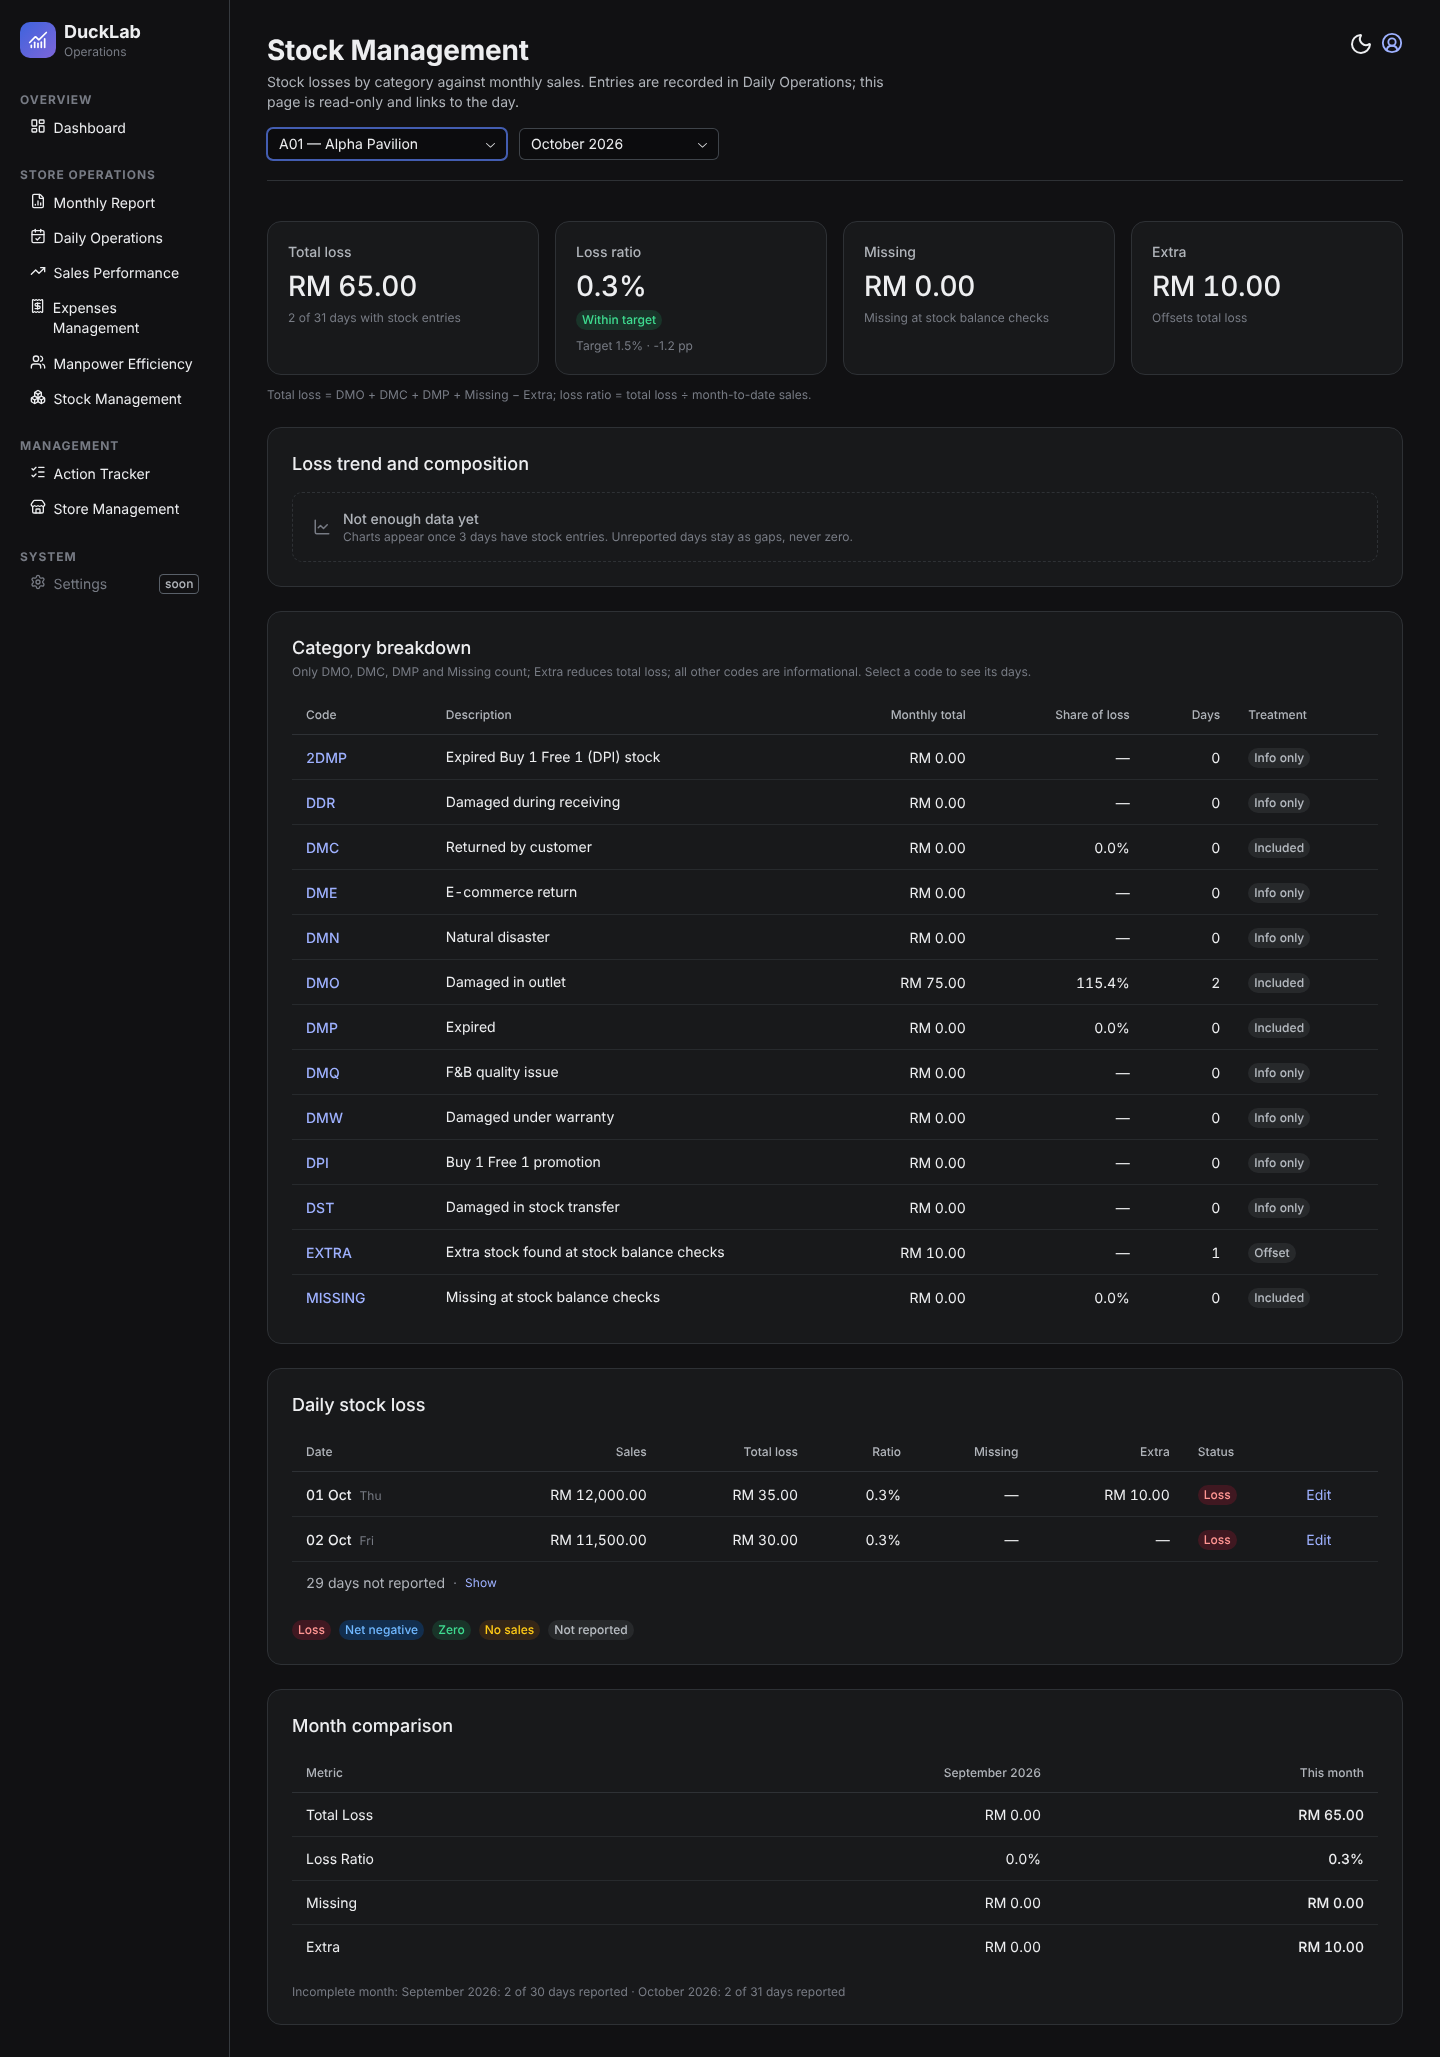 DuckLab
Operations
OVERVIEW
Dashboard
STORE OPERATIONS
Monthly Report
Daily Operations
Sales Performance
Expenses
Management
Manpower Efficiency
Stock Management
MANAGEMENT
Action Tracker
Store Management
SYSTEM
Settings soon
Stock Management
Stock losses by category against monthly sales. Entries are recorded in Daily Operations; this
page is read-only and links to the day.
A01 — Alpha Pavilion October 2026
Total loss
RM 65.00
2 of 31 days with stock entries
Loss ratio
0.3%
Within target
Target 1.5% · -1.2 pp
Missing
RM 0.00
Missing at stock balance checks
Extra
RM 10.00
Offsets total loss
Total loss = DMO + DMC + DMP + Missing − Extra; loss ratio = total loss ÷ month-to-date sales.
Loss trend and composition
Not enough data yet
Charts appear once 3 days have stock entries. Unreported days stay as gaps, never zero.
Category breakdown
Only DMO, DMC, DMP and Missing count; Extra reduces total loss; all other codes are informational. Select a code to see its days.
Code Description Monthly total Share of loss Days Treatment
2DMP Expired Buy 1 Free 1 (DPI) stock RM 0.00 — 0 Info only
DDR Damaged during receiving RM 0.00 — 0 Info only
DMC Returned by customer RM 0.00 0.0% 0 Included
DME E-commerce return RM 0.00 — 0 Info only
DMN Natural disaster RM 0.00 — 0 Info only
DMO Damaged in outlet RM 75.00 115.4% 2 Included
DMP Expired RM 0.00 0.0% 0 Included
DMQ F&B quality issue RM 0.00 — 0 Info only
DMW Damaged under warranty RM 0.00 — 0 Info only
DPI Buy 1 Free 1 promotion RM 0.00 — 0 Info only
DST Damaged in stock transfer RM 0.00 — 0 Info only
EXTRA Extra stock found at stock balance checks RM 10.00 — 1 Offset
MISSING Missing at stock balance checks RM 0.00 0.0% 0 Included
Daily stock loss
Date Sales Total loss Ratio Missing Extra Status
01 Oct Thu RM 12,000.00 RM 35.00 0.3% — RM 10.00 Loss Edit
02 Oct Fri RM 11,500.00 RM 30.00 0.3% — — Loss Edit
29 days not reported · Show
Loss Net negative Zero No sales Not reported
Month comparison
Metric September 2026 This month
Total Loss RM 0.00 RM 65.00
Loss Ratio 0.0% 0.3%
Missing RM 0.00 RM 0.00
Extra RM 0.00 RM 10.00
Incomplete month: September 2026: 2 of 30 days reported · October 2026: 2 of 31 days reported